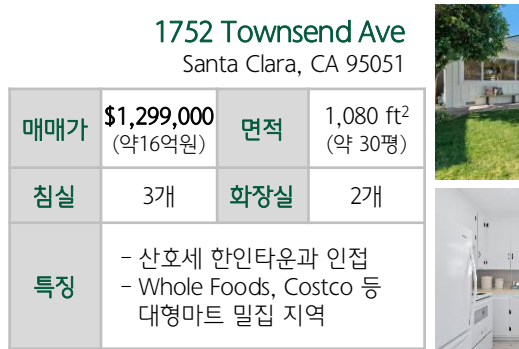 1752 Townsend Ave
Santa Clara, CA 95051
매매가 $1,299,000 (약16억원) 면적 1,080 ft² (약 30평)
침실 3개 화장실 2개
특징
- 산호세 한인타운과 인접
- Whole Foods, Costco 등
대형마트 밀집 지역